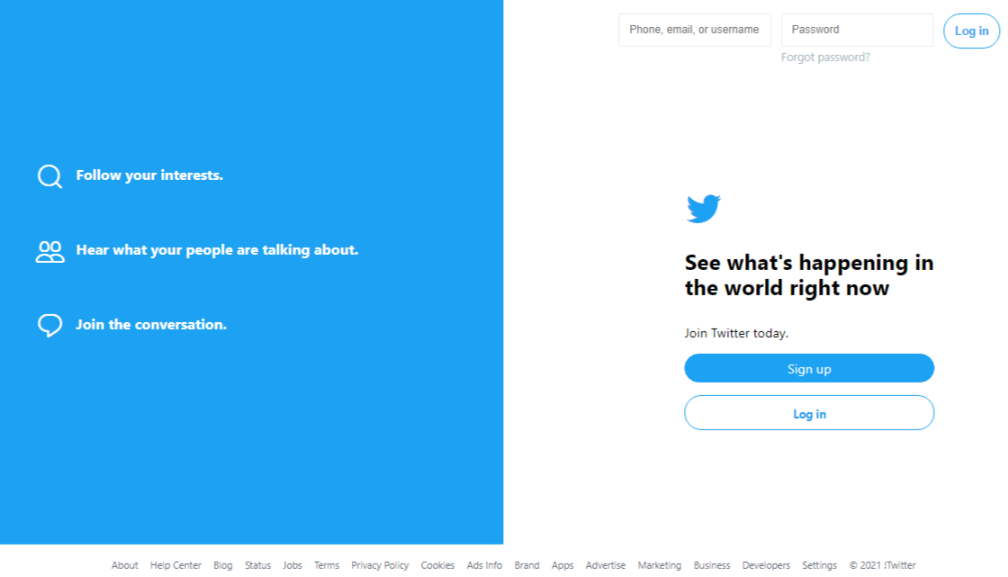 Phone, email, or username
Password
Log in
Forgot password?
Follow your interests.
Hear what your people are talking about.
Join the conversation.
See what's happening in
the world right now
Join Twitter today.
Sign up
Log in
About Help Center Blog Status Jobs Terms Privacy Policy Cookies Ads Info Brand Apps Advertise Marketing Business Developers Settings © 2021 !Twitter